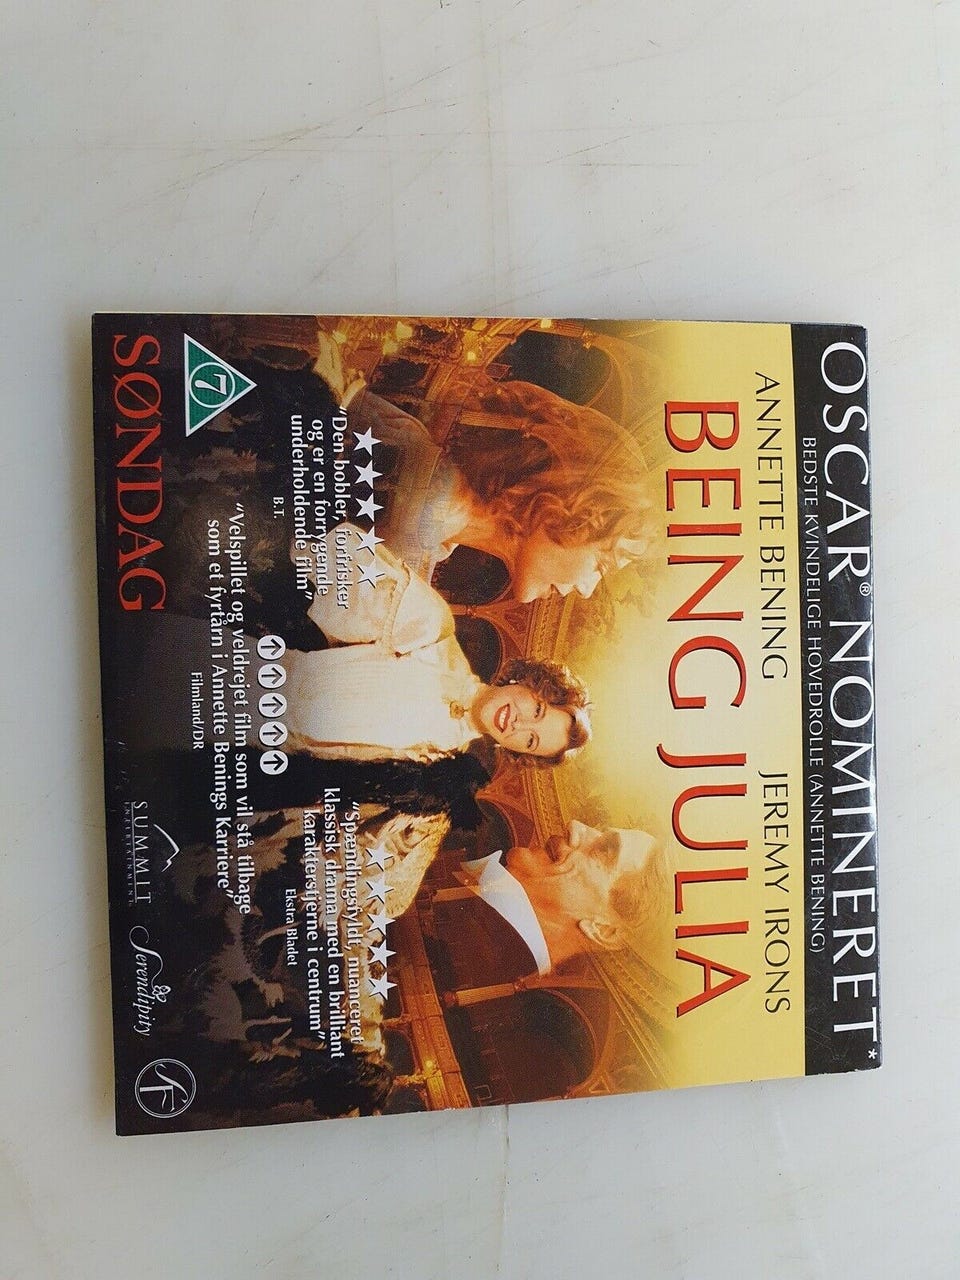 OSCAR® NOMINERET*
BEDSTE KVINDELIGE HOVEDROLLE (ANNETTE BENING)
ANNETTE BENING JEREMY IRONS
BEING JULIA
"Den bobler, forfrisker
og er en forrygende
underholdende film"
B.T.
"Spændingsfyldt, nuanceret
klassisk drama med en brilliant
karakterstjerne i centrum"
Ekstra Bladet
"Velspillet og veldrejet film som vil stå tilbage
som et fyrtårn i Annette Benings Karriere"
Filmland/DR
7
SØNDAG
SUMMIT
ENTERTAINMENT
Serendipity
SF